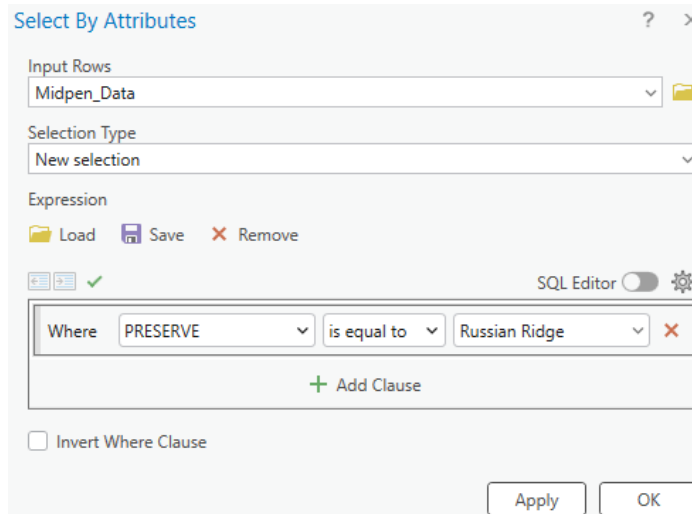 Select By Attributes ?
Input Rows
Midpen_Data
Selection Type
New selection
Expression
Load Save Remove
SQL Editor
Where PRESERVE is equal to Russian Ridge
Add Clause
Invert Where Clause
Apply OK